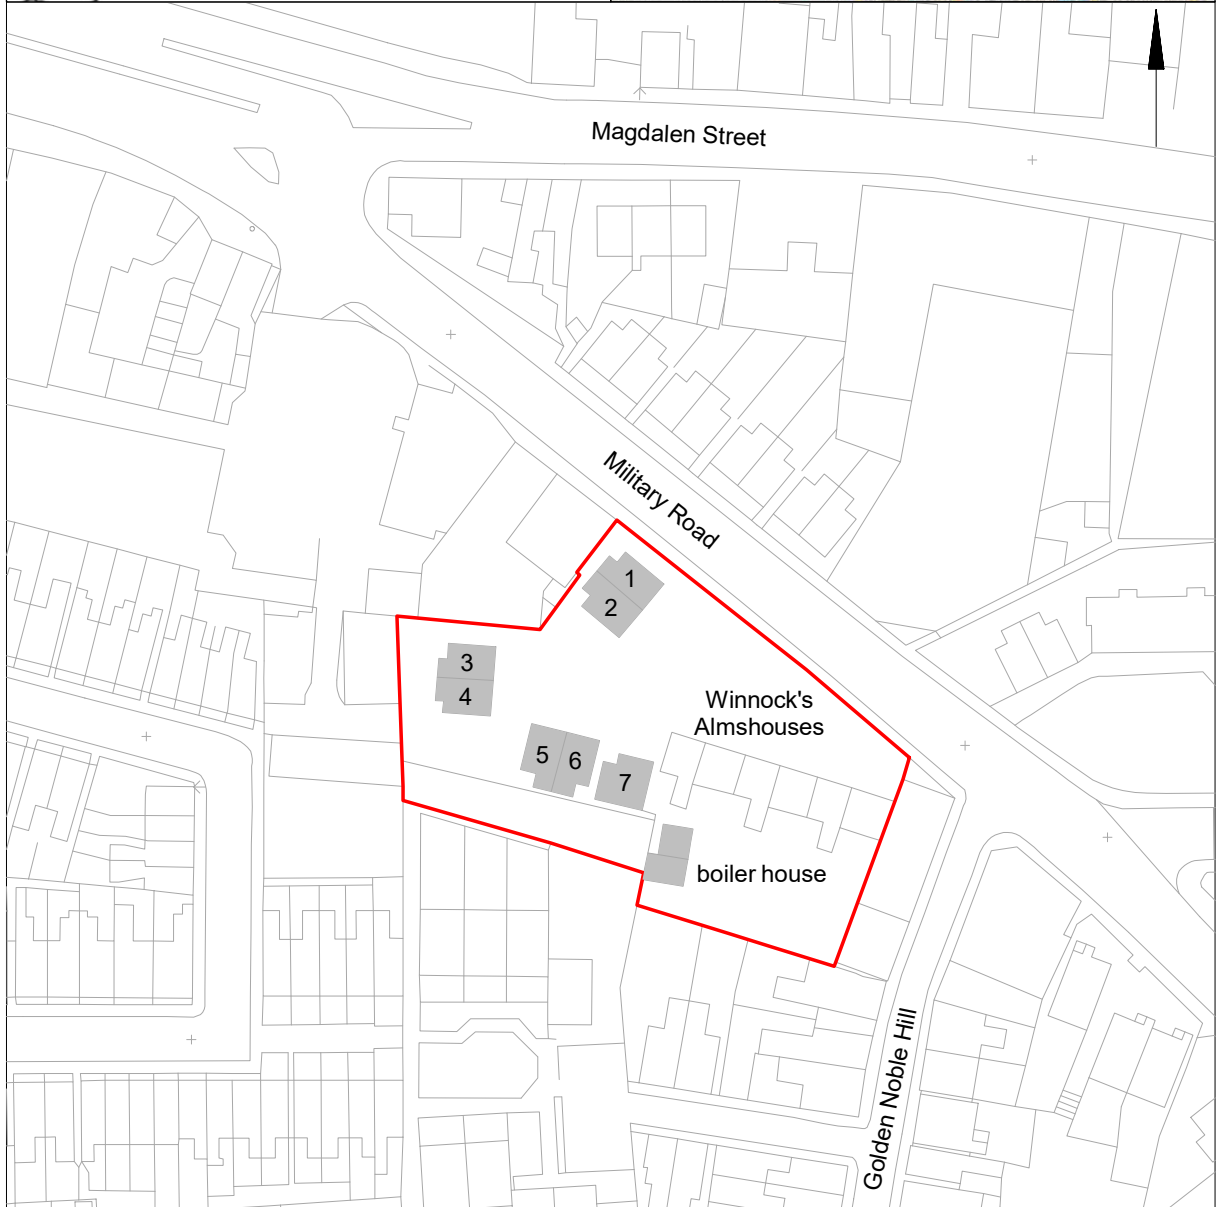 Magdalen Street
Military Road
1
2
3
4
Winnock's
Almshouses
5
6
7
boiler house
Golden Noble Hill